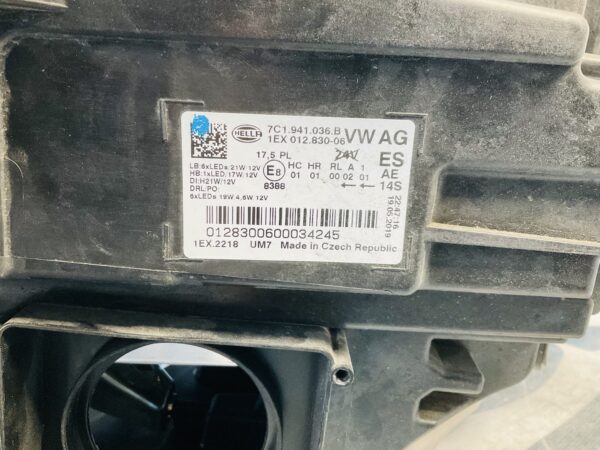 HELLA 7C1.941.036.B VW AG
1EX 012.830-06
17,5 PL 24V ES
LB:6xLEDs 21W 12V E8 HC HR RL A 1 AE
HB:1xLED/17W 12V 01 01 00 02 01
DI:H21W/12V 8388 ← ← 14S
DRL/PO:
6xLEDs 19W 4,6W 12V
22:47:16
19.05.2019
0128300600034245
1EX.2218 UM7 Made in Czech Republic